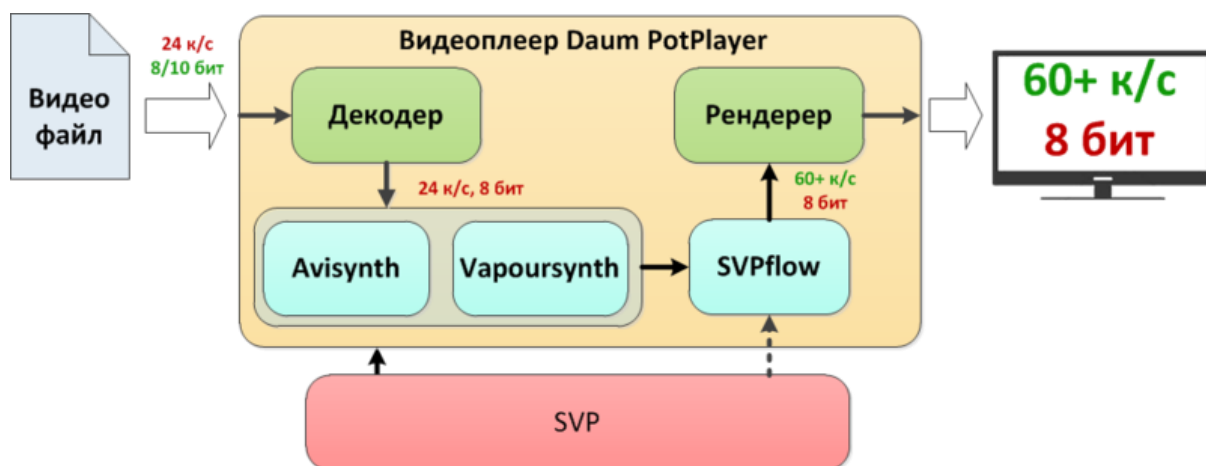 Видеоплеер Daum PotPlayer
24 к/с
8/10 бит
Видео
файл
Декодер
Рендерер
60+ к/с
8 бит
24 к/с, 8 бит
60+ к/с
8 бит
Avisynth
Vapoursynth
SVPflow
SVP